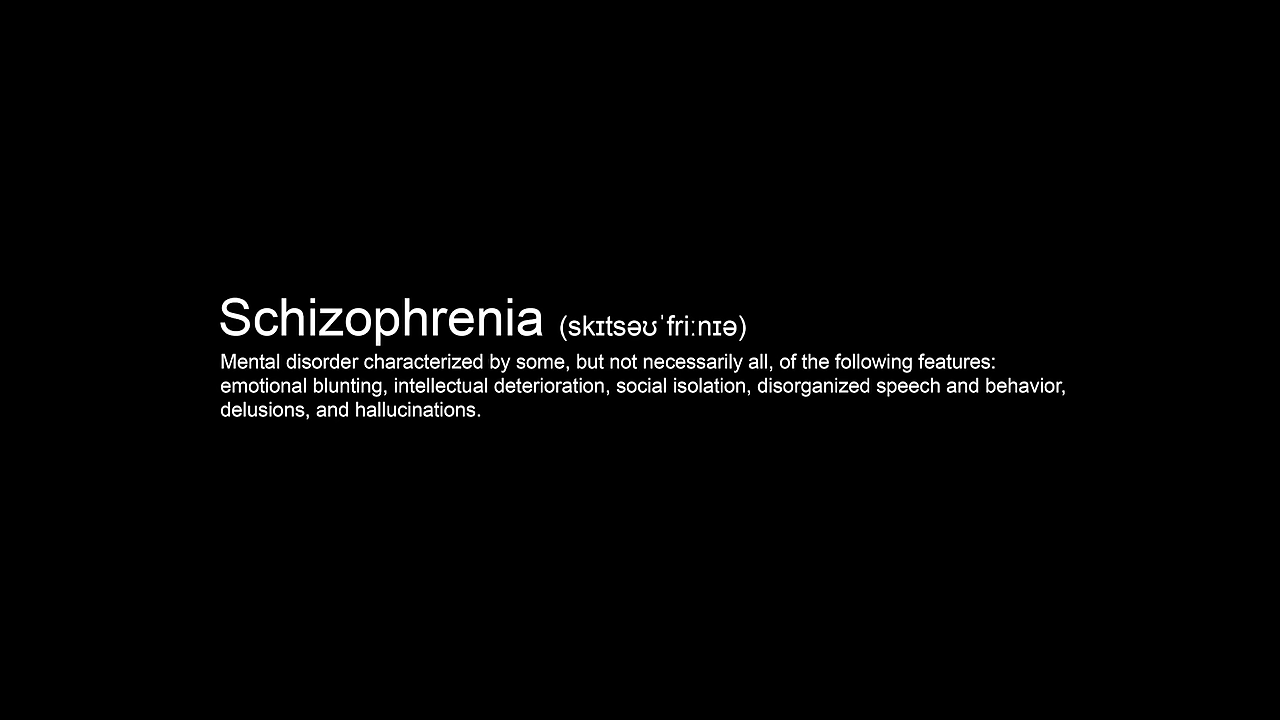 Schizophrenia (skɪtsəʊˈfriːnɪə)
Mental disorder characterized by some, but not necessarily all, of the following features:
emotional blunting, intellectual deterioration, social isolation, disorganized speech and behavior,
delusions, and hallucinations.